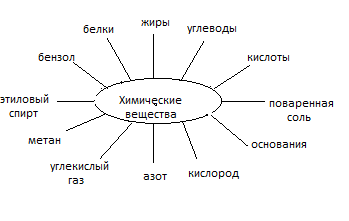 жиры
белки
углеводы
бензол
кислоты
этиловый
спирт
Химические
вещества
поваренная
соль
метан
основания
углекислый
газ
азот
кислород